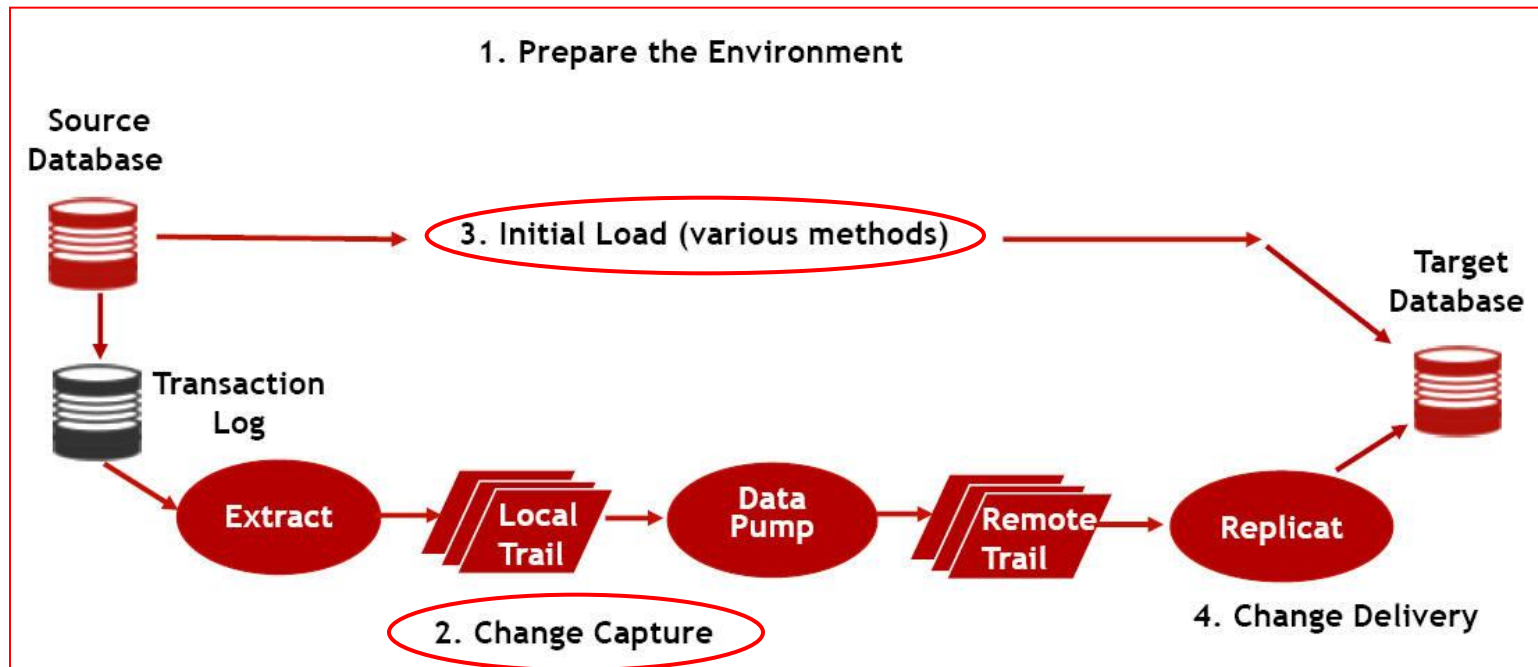 1. Prepare the Environment
Source
Database
3. Initial Load (various methods)
Target
Database
Transaction
Log
Extract
Local
Trail
Data
Pump
Remote
Trail
Replicat
2. Change Capture
4. Change Delivery